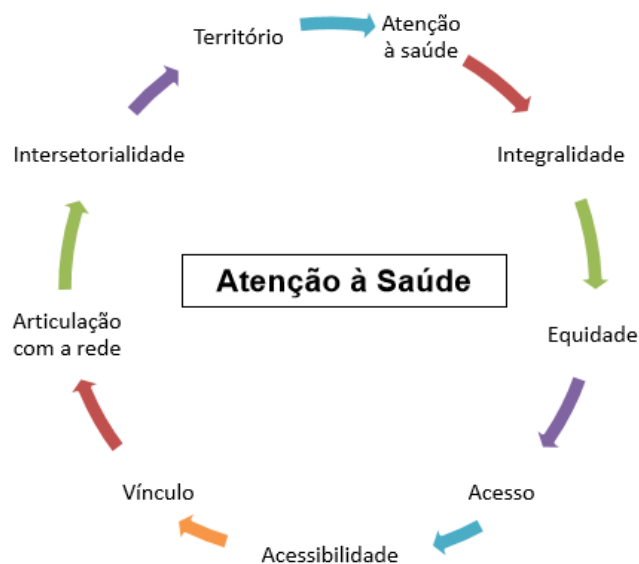 Território
Atenção
à saúde
Integralidade
Equidade
Acesso
Acessibilidade
Vínculo
Articulação
com a rede
Intersetorialidade
Atenção à Saúde